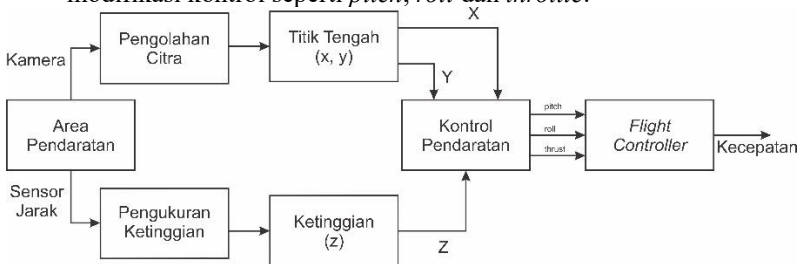 modifikasi kontrol seperti pitch, roll dan throttle.
Kamera
Pengolahan
Citra
Titik Tengah
(x, y)
X
Y
Area
Pendaratan
Kontrol
Pendaratan
pitch
roll
thrust
Flight
Controller
Kecepatan
Sensor
Jarak
Pengukuran
Ketinggian
Ketinggian
(z)
Z